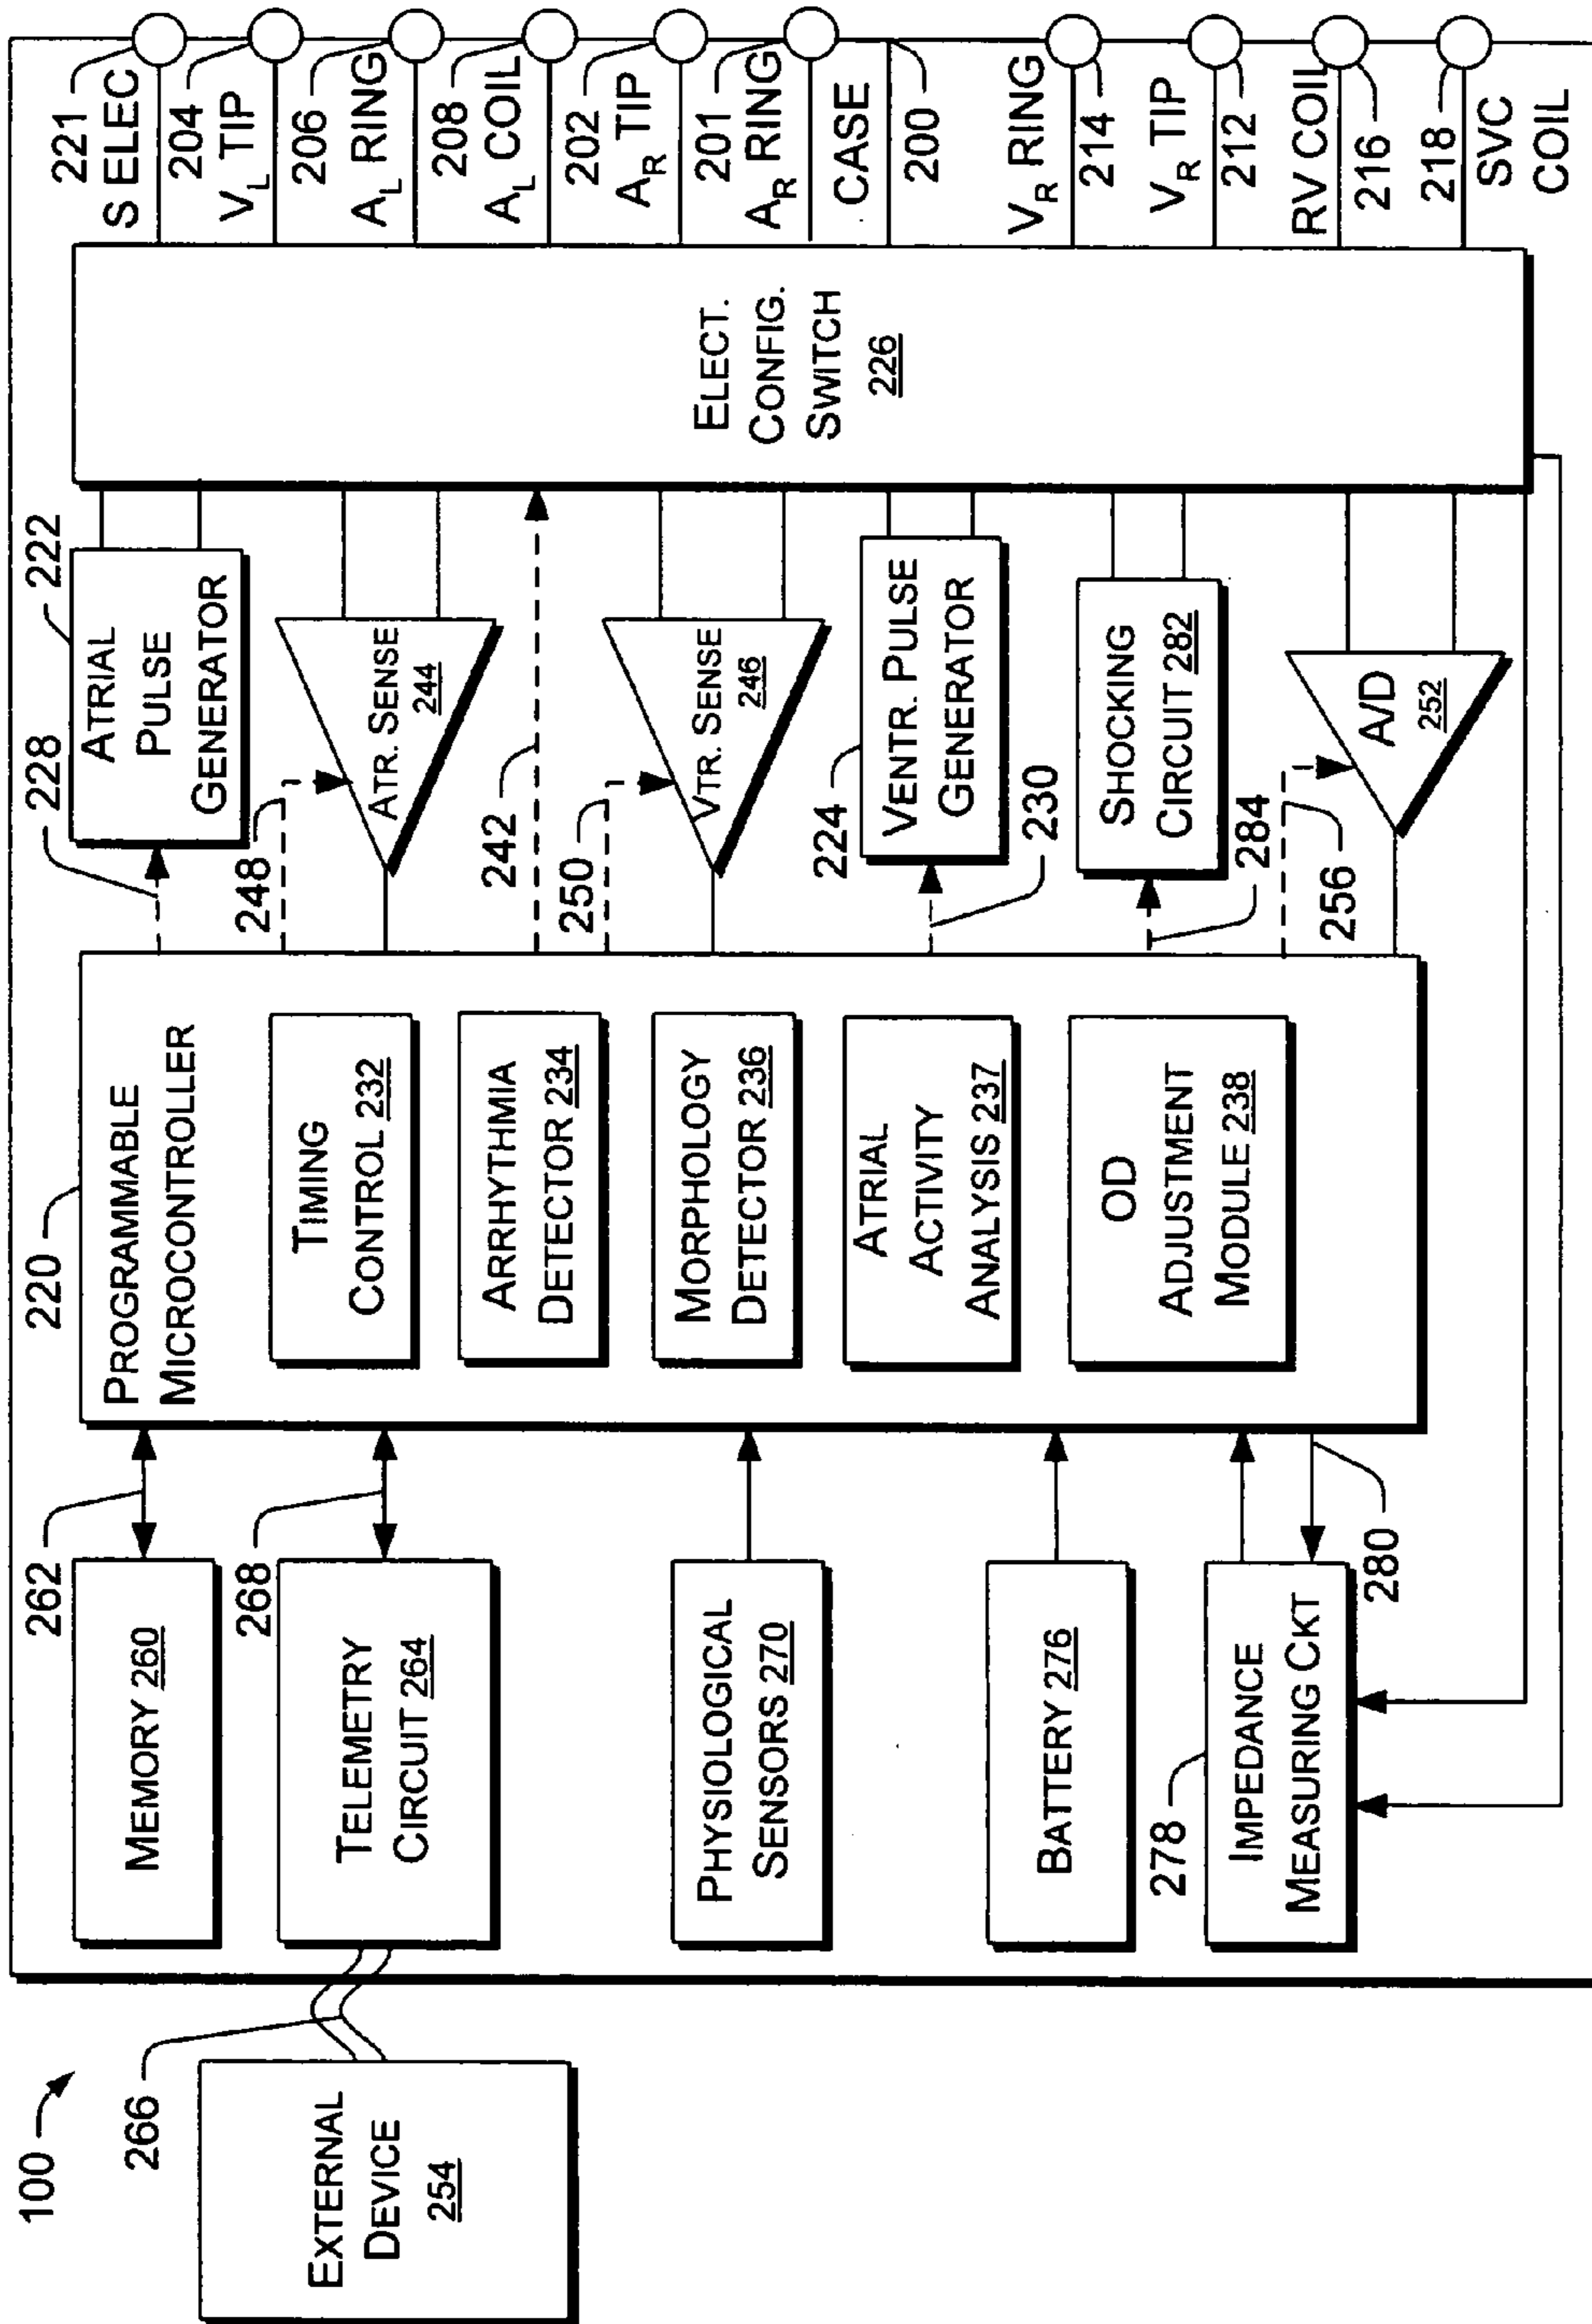 100
EXTERNAL
DEVICE
254
266
262
MEMORY 260
268
TELEMETRY
CIRCUIT 264
PHYSIOLOGICAL
SENSORS 270
BATTERY 276
278
IMPEDANCE
MEASURING CKT
280
220
PROGRAMMABLE
MICROCONTROLLER
TIMING
CONTROL 232
ARRHYTHMIA
DETECTOR 234
MORPHOLOGY
DETECTOR 236
ATRIAL
ACTIVITY
ANALYSIS 237
OD
ADJUSTMENT
MODULE 238
228
222
ATRIAL
PULSE
GENERATOR
248
ATR. SENSE
244
242
250
VTR. SENSE
246
224
VENTR. PULSE
GENERATOR
230
SHOCKING
CIRCUIT 282
284
256
A/D
252
ELECT.
CONFIG.
SWITCH
226
221
S ELEC
204
VL TIP
206
AL RING
208
AL COIL
202
AR TIP
201
AR RING
CASE
200
VR RING
214
VR TIP
212
RV COIL
216
218
SVC
COIL